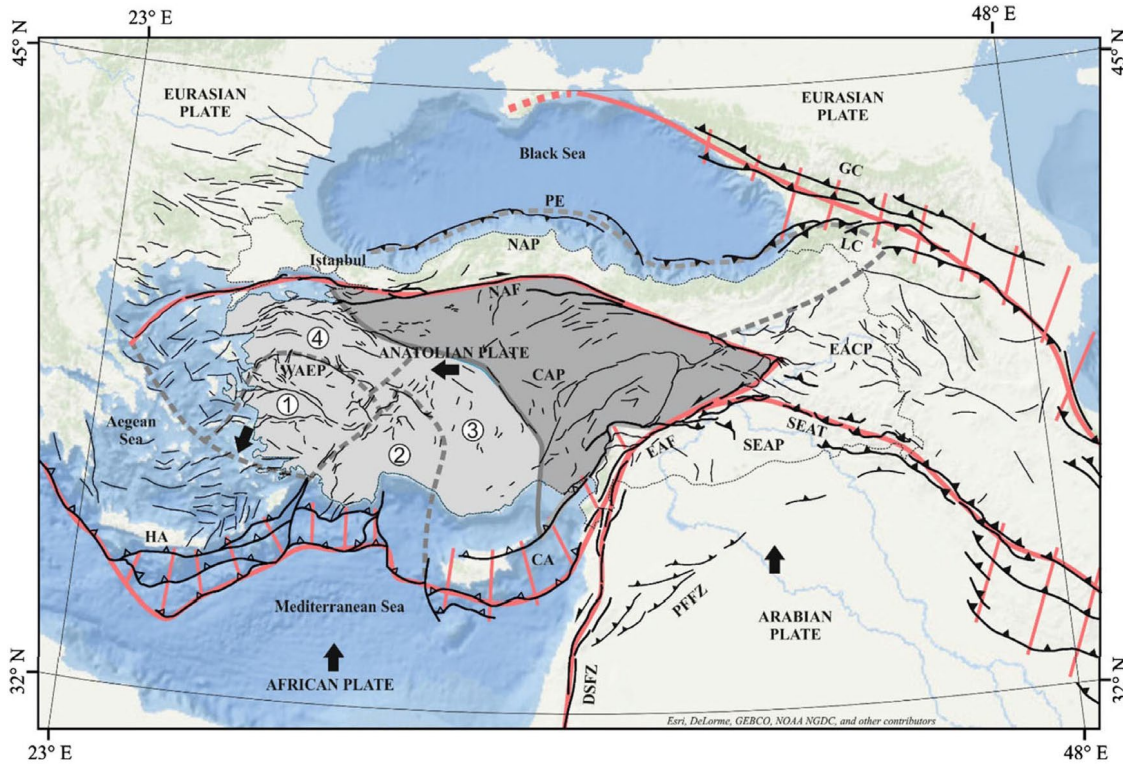 23° E
48° E
45° N
45° N
EURASIAN
PLATE
EURASIAN
PLATE
Black Sea
GC
PE
NAP
LC
Istanbul
NAF
④
ANATOLIAN PLATE
EACP
WAEP
CAP
①
Aegean
Sea
③
②
SEAT
EAF
SEAP
HA
CA
PFFZ
Mediterranean Sea
ARABIAN
PLATE
DSFZ
AFRICAN PLATE
32° N
32° N
Esri, DeLorme, GEBCO, NOAA NGDC, and other contributors
23° E
48° E